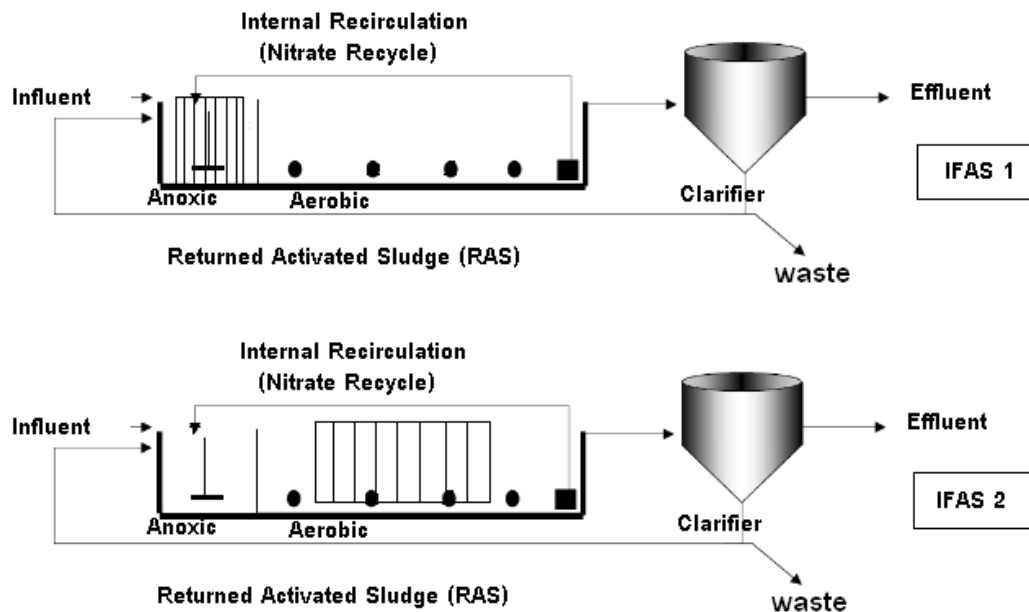 Internal Recirculation
(Nitrate Recycle)
Influent
Effluent
IFAS 1
Anoxic
Aerobic
Clarifier
Returned Activated Sludge (RAS)
waste
Internal Recirculation
(Nitrate Recycle)
Influent
Effluent
IFAS 2
Anoxic
Aerobic
Clarifier
Returned Activated Sludge (RAS)
waste